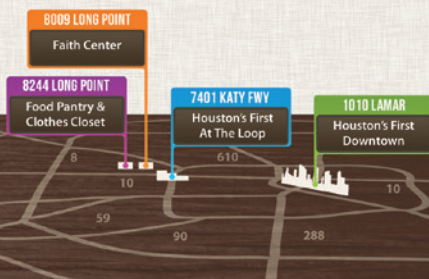 8009 LONG POINT
Faith Center
8244 LONG POINT
Food Pantry &
Clothes Closet
7401 KATY FWY
Houston's First
At The Loop
1010 LAMAR
Houston's First
Downtown
8
610
10
10
59
90
288